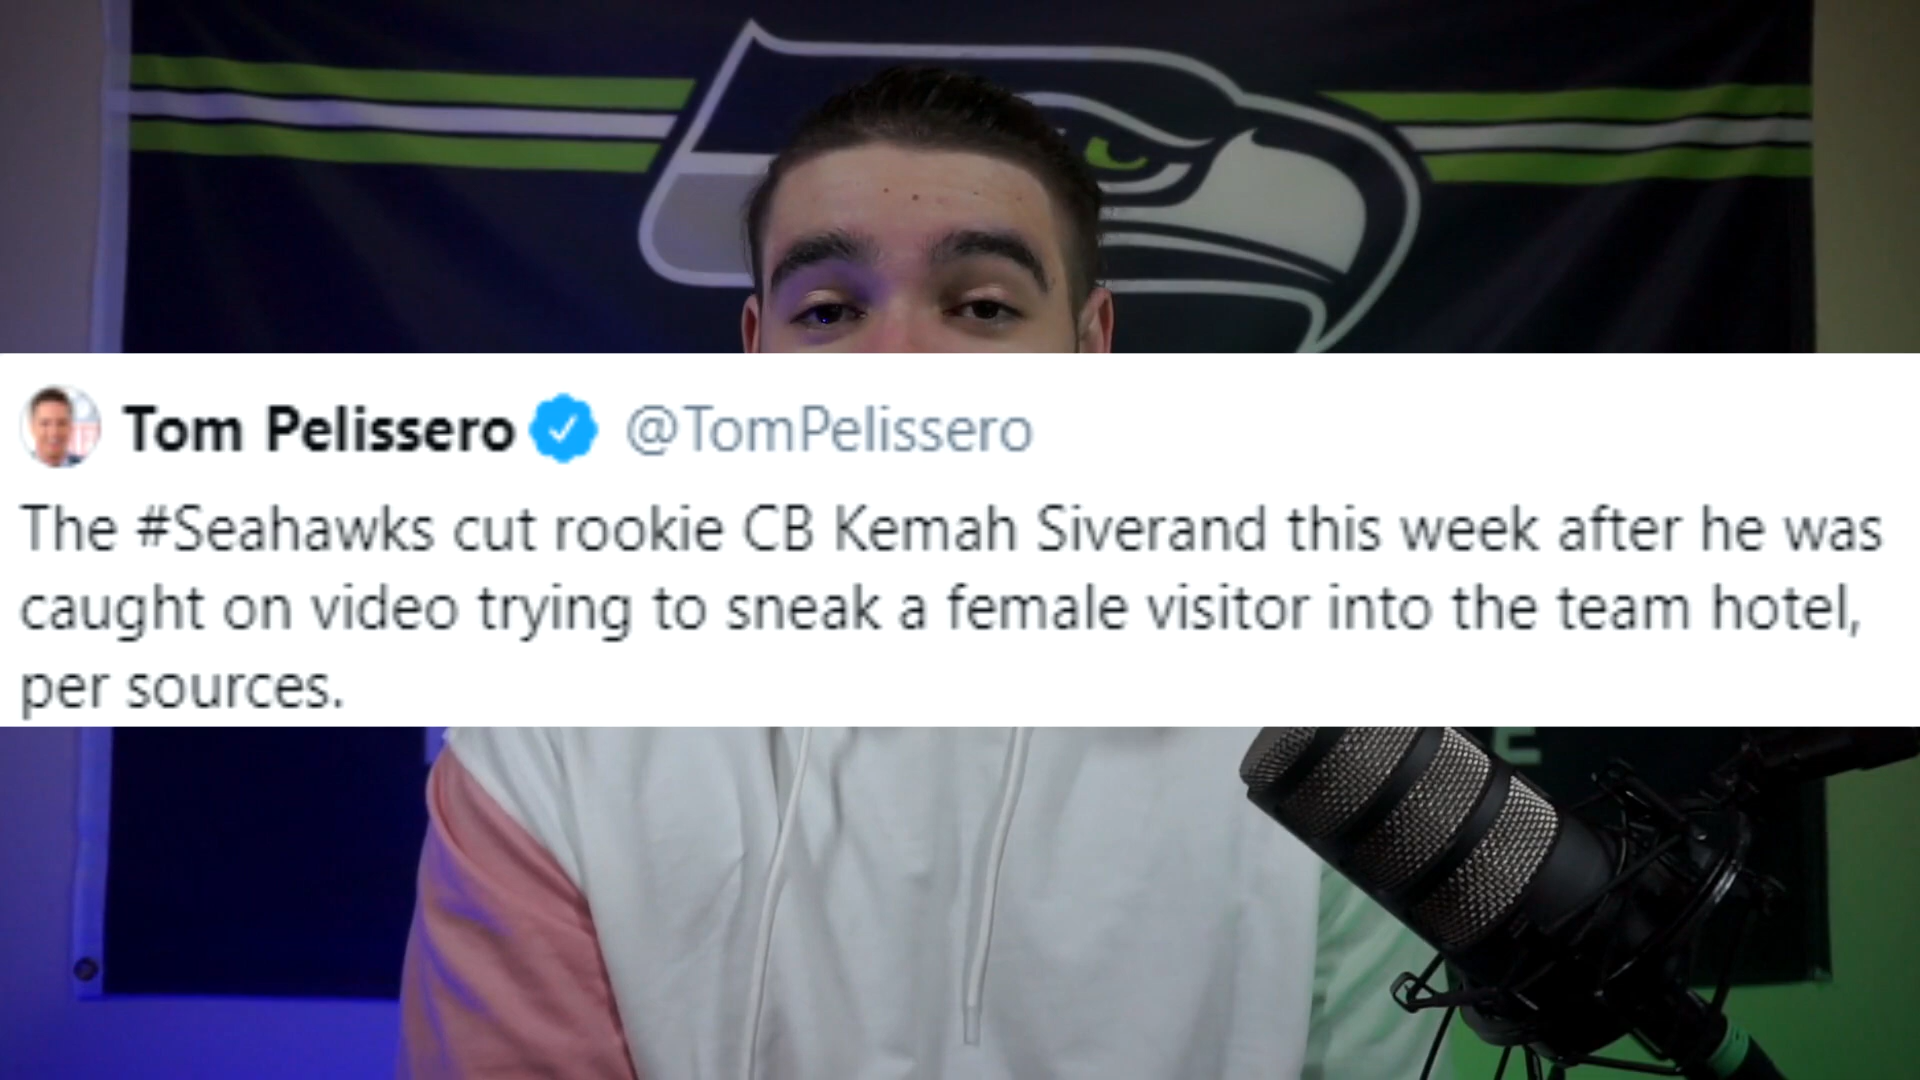 Tom Pelissero @TomPelissero
The #Seahawks cut rookie CB Kemah Siverand this week after he was
caught on video trying to sneak a female visitor into the team hotel,
per sources.